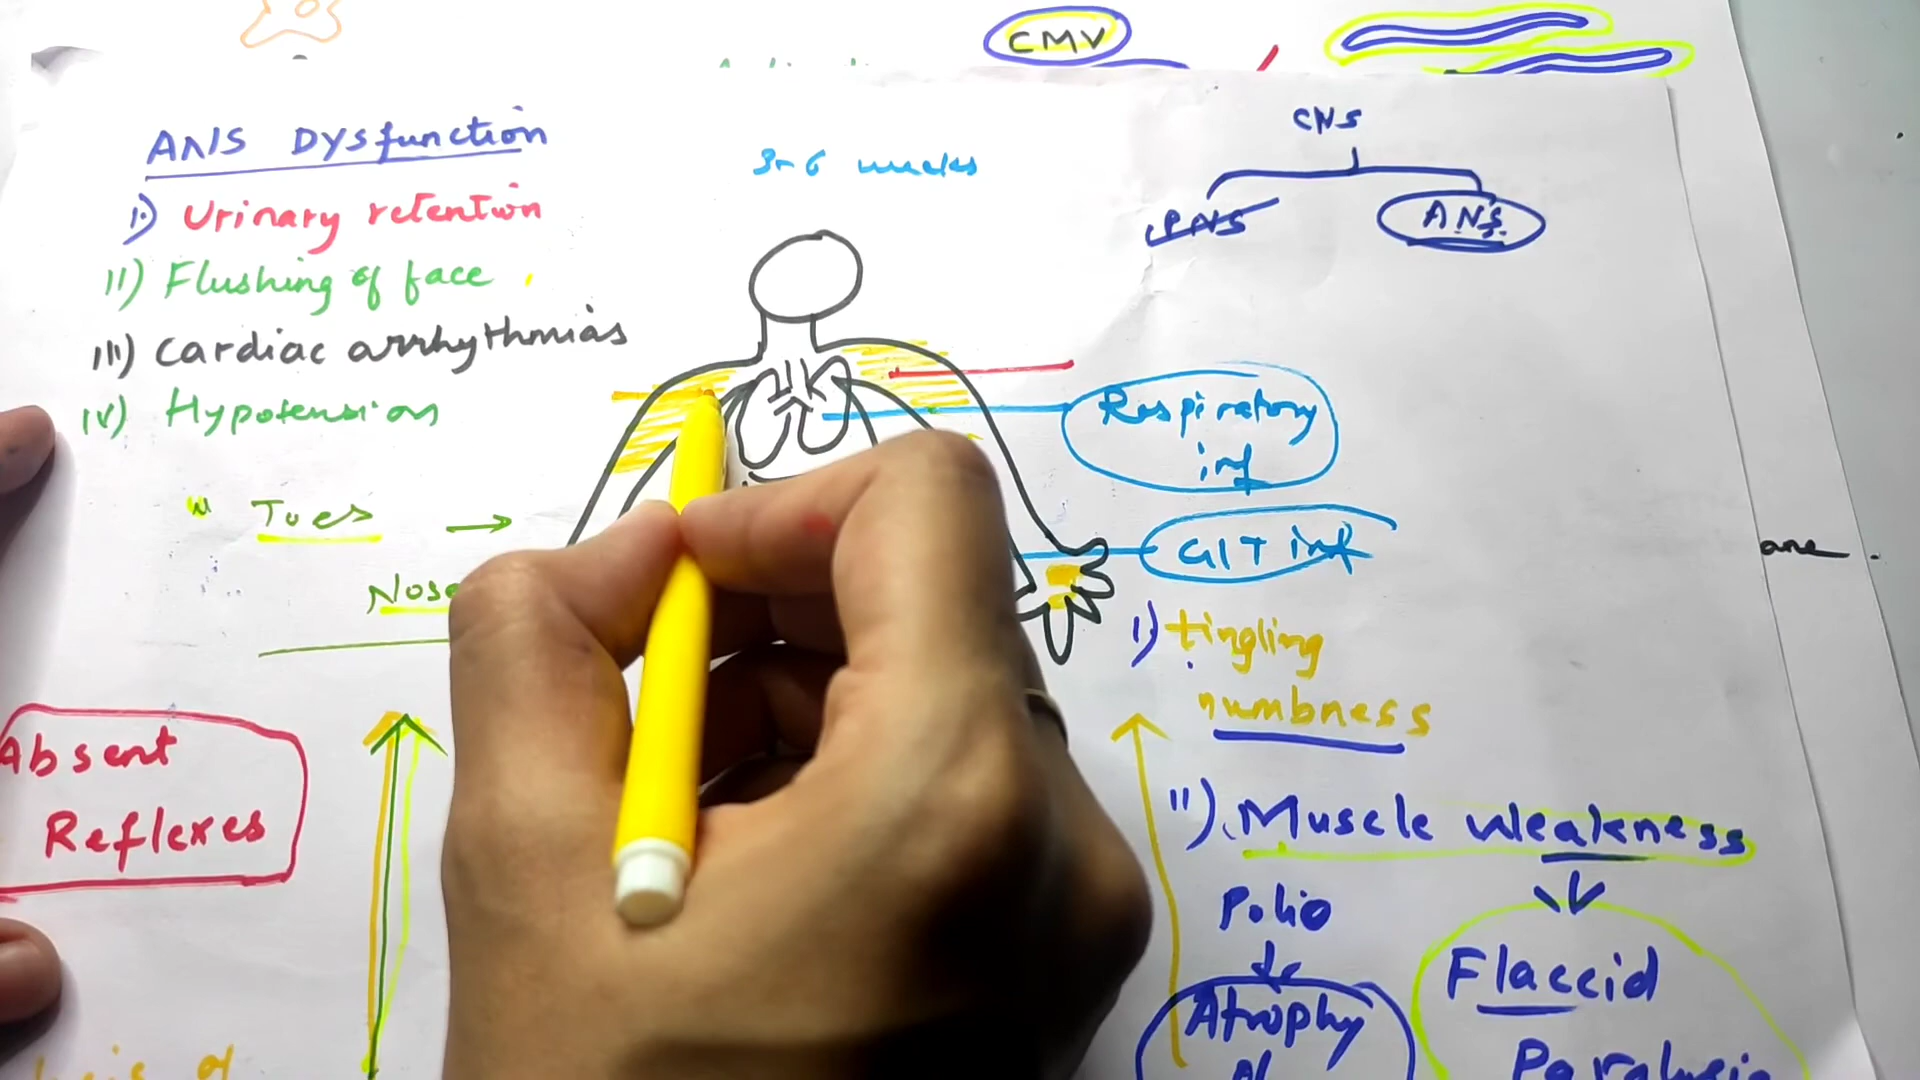 CMV
ANS Dysfunction
I) Urinary retention
II) Flushing of face
III) Cardiac arrhythmias
IV) Hypotension
3-6 weeks
CNS
PNS
ANS
Respiratory
inf
GIT inf
Toes →
Nose
Absent
Reflexes
I) tingling
numbness
II) Muscle weakness
Polio
Atrophy
Flaccid
of